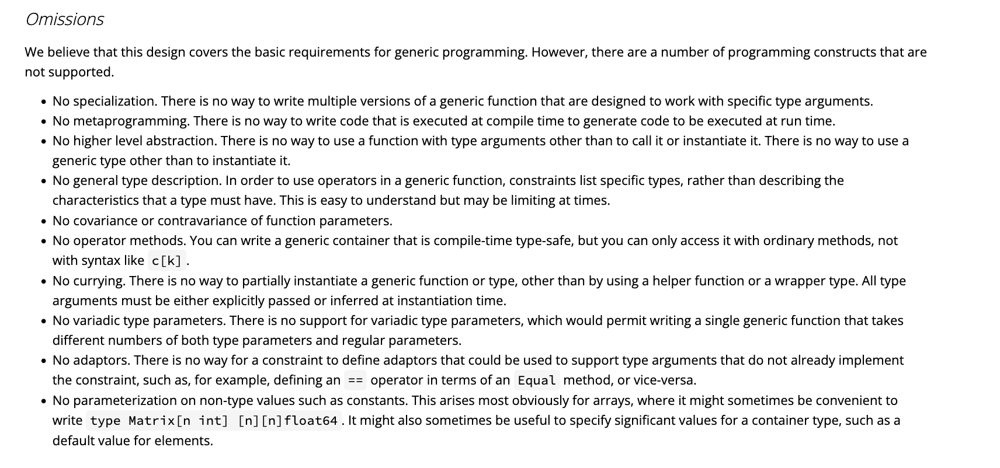 Omissions
We believe that this design covers the basic requirements for generic programming. However, there are a number of programming constructs that are
not supported.
• No specialization. There is no way to write multiple versions of a generic function that are designed to work with specific type arguments.
• No metaprogramming. There is no way to write code that is executed at compile time to generate code to be executed at run time.
• No higher level abstraction. There is no way to use a function with type arguments other than to call it or instantiate it. There is no way to use a
generic type other than to instantiate it.
• No general type description. In order to use operators in a generic function, constraints list specific types, rather than describing the
characteristics that a type must have. This is easy to understand but may be limiting at times.
• No covariance or contravariance of function parameters.
• No operator methods. You can write a generic container that is compile-time type-safe, but you can only access it with ordinary methods, not
with syntax like c[k] .
• No currying. There is no way to partially instantiate a generic function or type, other than by using a helper function or a wrapper type. All type
arguments must be either explicitly passed or inferred at instantiation time.
• No variadic type parameters. There is no support for variadic type parameters, which would permit writing a single generic function that takes
different numbers of both type parameters and regular parameters.
• No adaptors. There is no way for a constraint to define adaptors that could be used to support type arguments that do not already implement
the constraint, such as, for example, defining an == operator in terms of an Equal method, or vice-versa.
• No parameterization on non-type values such as constants. This arises most obviously for arrays, where it might sometimes be convenient to
write type Matrix[n int] [n][n]float64 . It might also sometimes be useful to specify significant values for a container type, such as a
default value for elements.